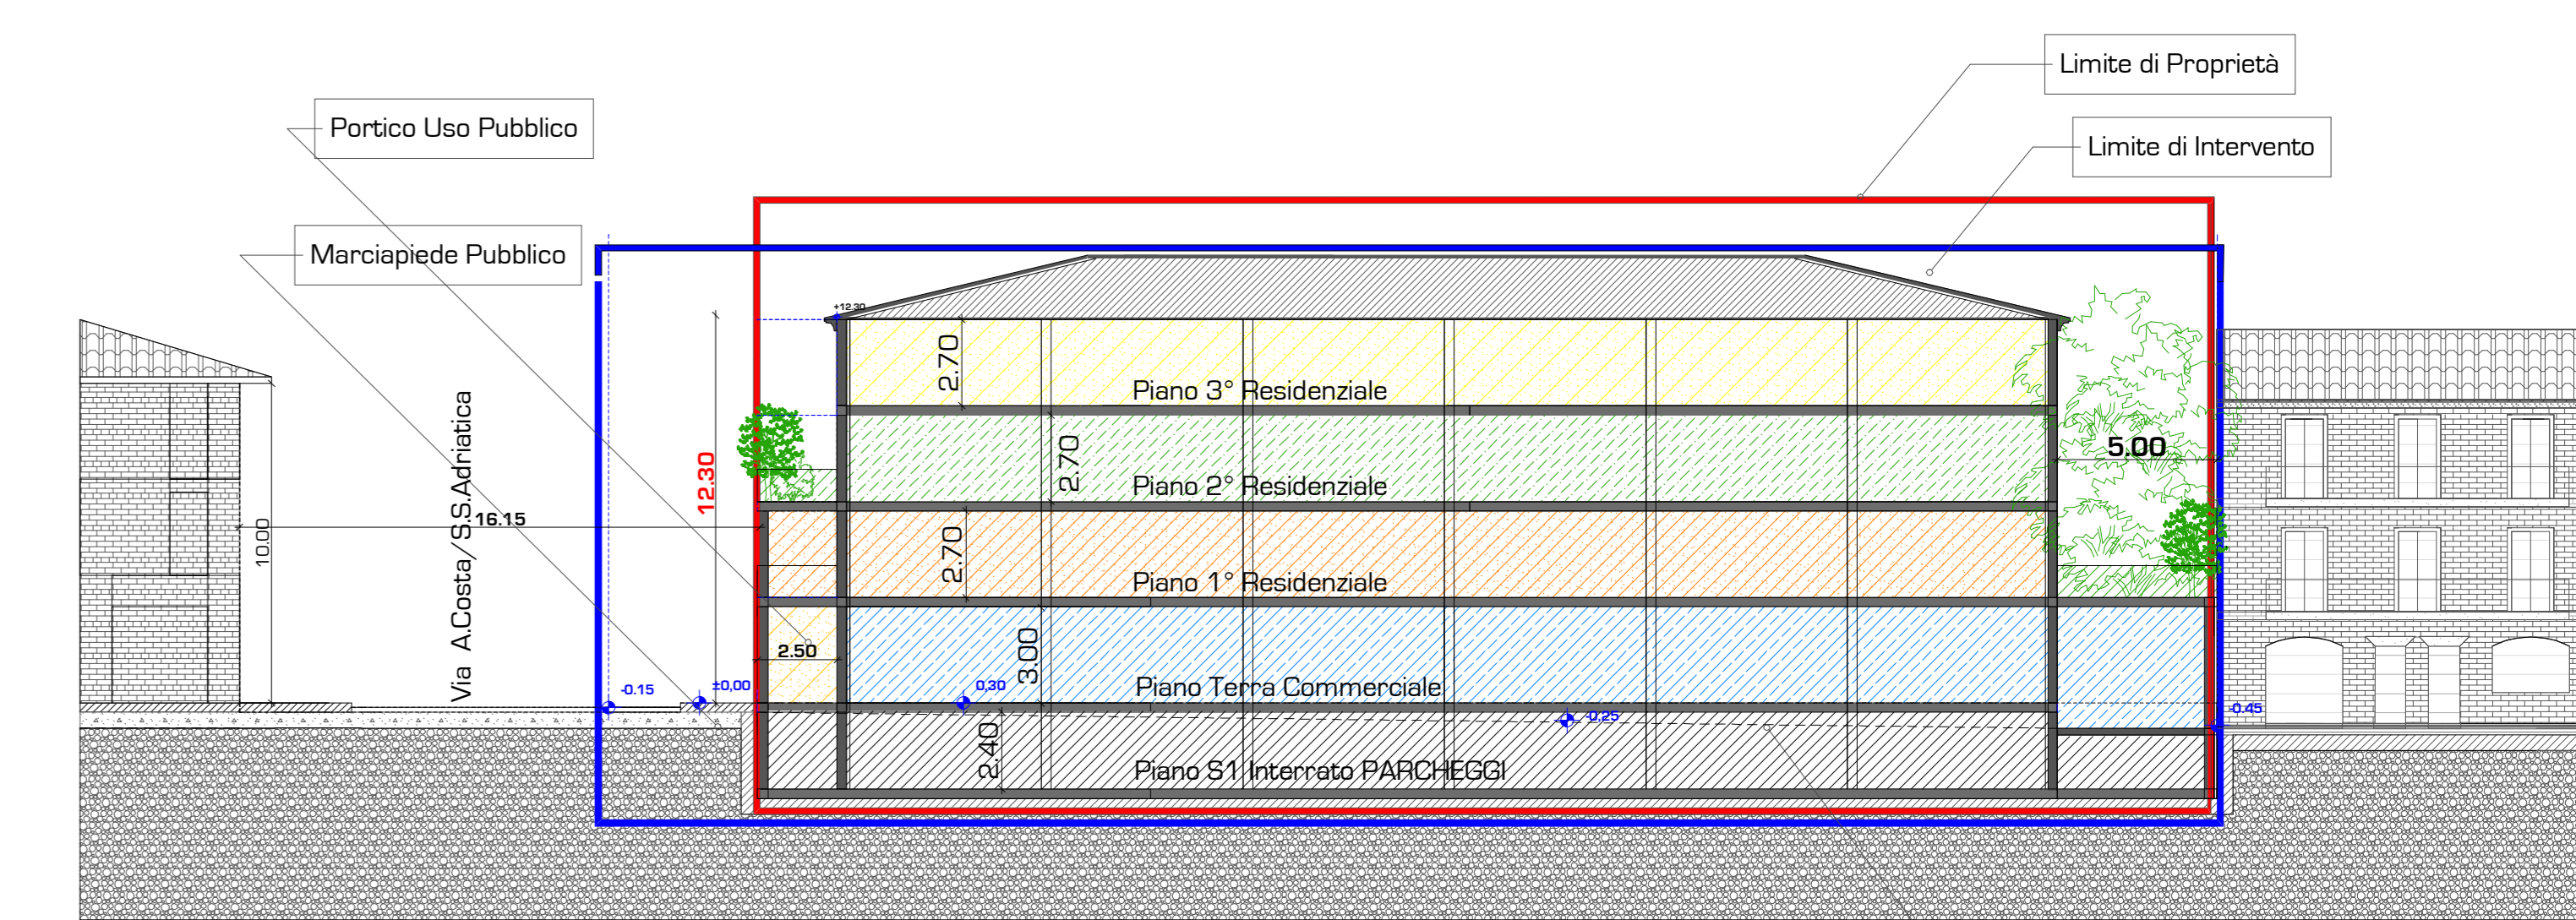 Limite di Proprietà
Portico Uso Pubblico
Limite di Intervento
Marciapiede Pubblico
+12.30
2.70
Piano 3° Residenziale
Via A.Costa/S.S.Adriatica
12.30
2.70
5.00
Piano 2° Residenziale
16.15
10.00
2.70
Piano 1° Residenziale
2.50
3.00
-0.15
±0,00
0,30
Piano Terra Commerciale
-0.45
-0,25
2.40
Piano S1 Interrato PARCHEGGI